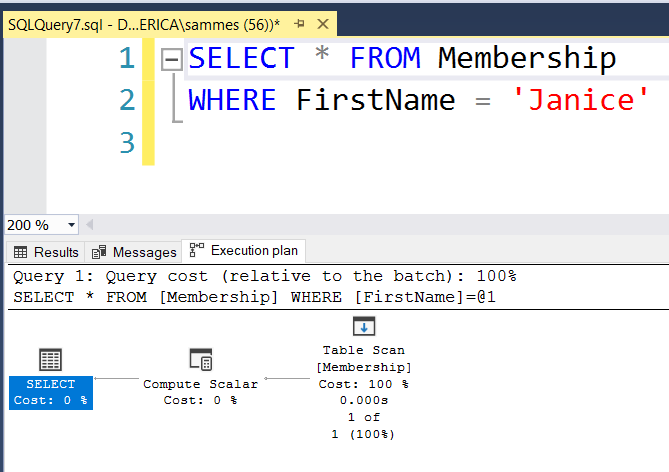 SQLQuery7.sql - D...ERICA\sammes (56))*
1 SELECT * FROM Membership
2 WHERE FirstName = 'Janice'
3
200 %
Results Messages Execution plan
Query 1: Query cost (relative to the batch): 100%
SELECT * FROM [Membership] WHERE [FirstName]=@1
SELECT
Cost: 0 %
Compute Scalar
Cost: 0 %
Table Scan
[Membership]
Cost: 100 %
0.000s
1 of
1 (100%)